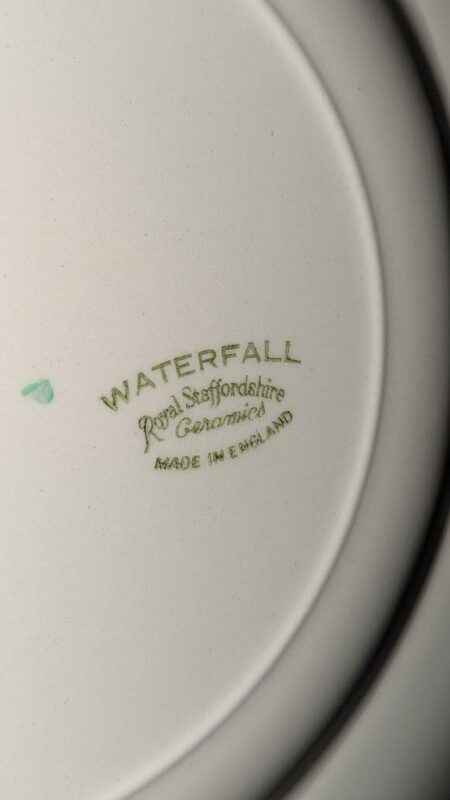 WATERFALL
Royal Staffordshire
Ceramics
MADE IN ENGLAND